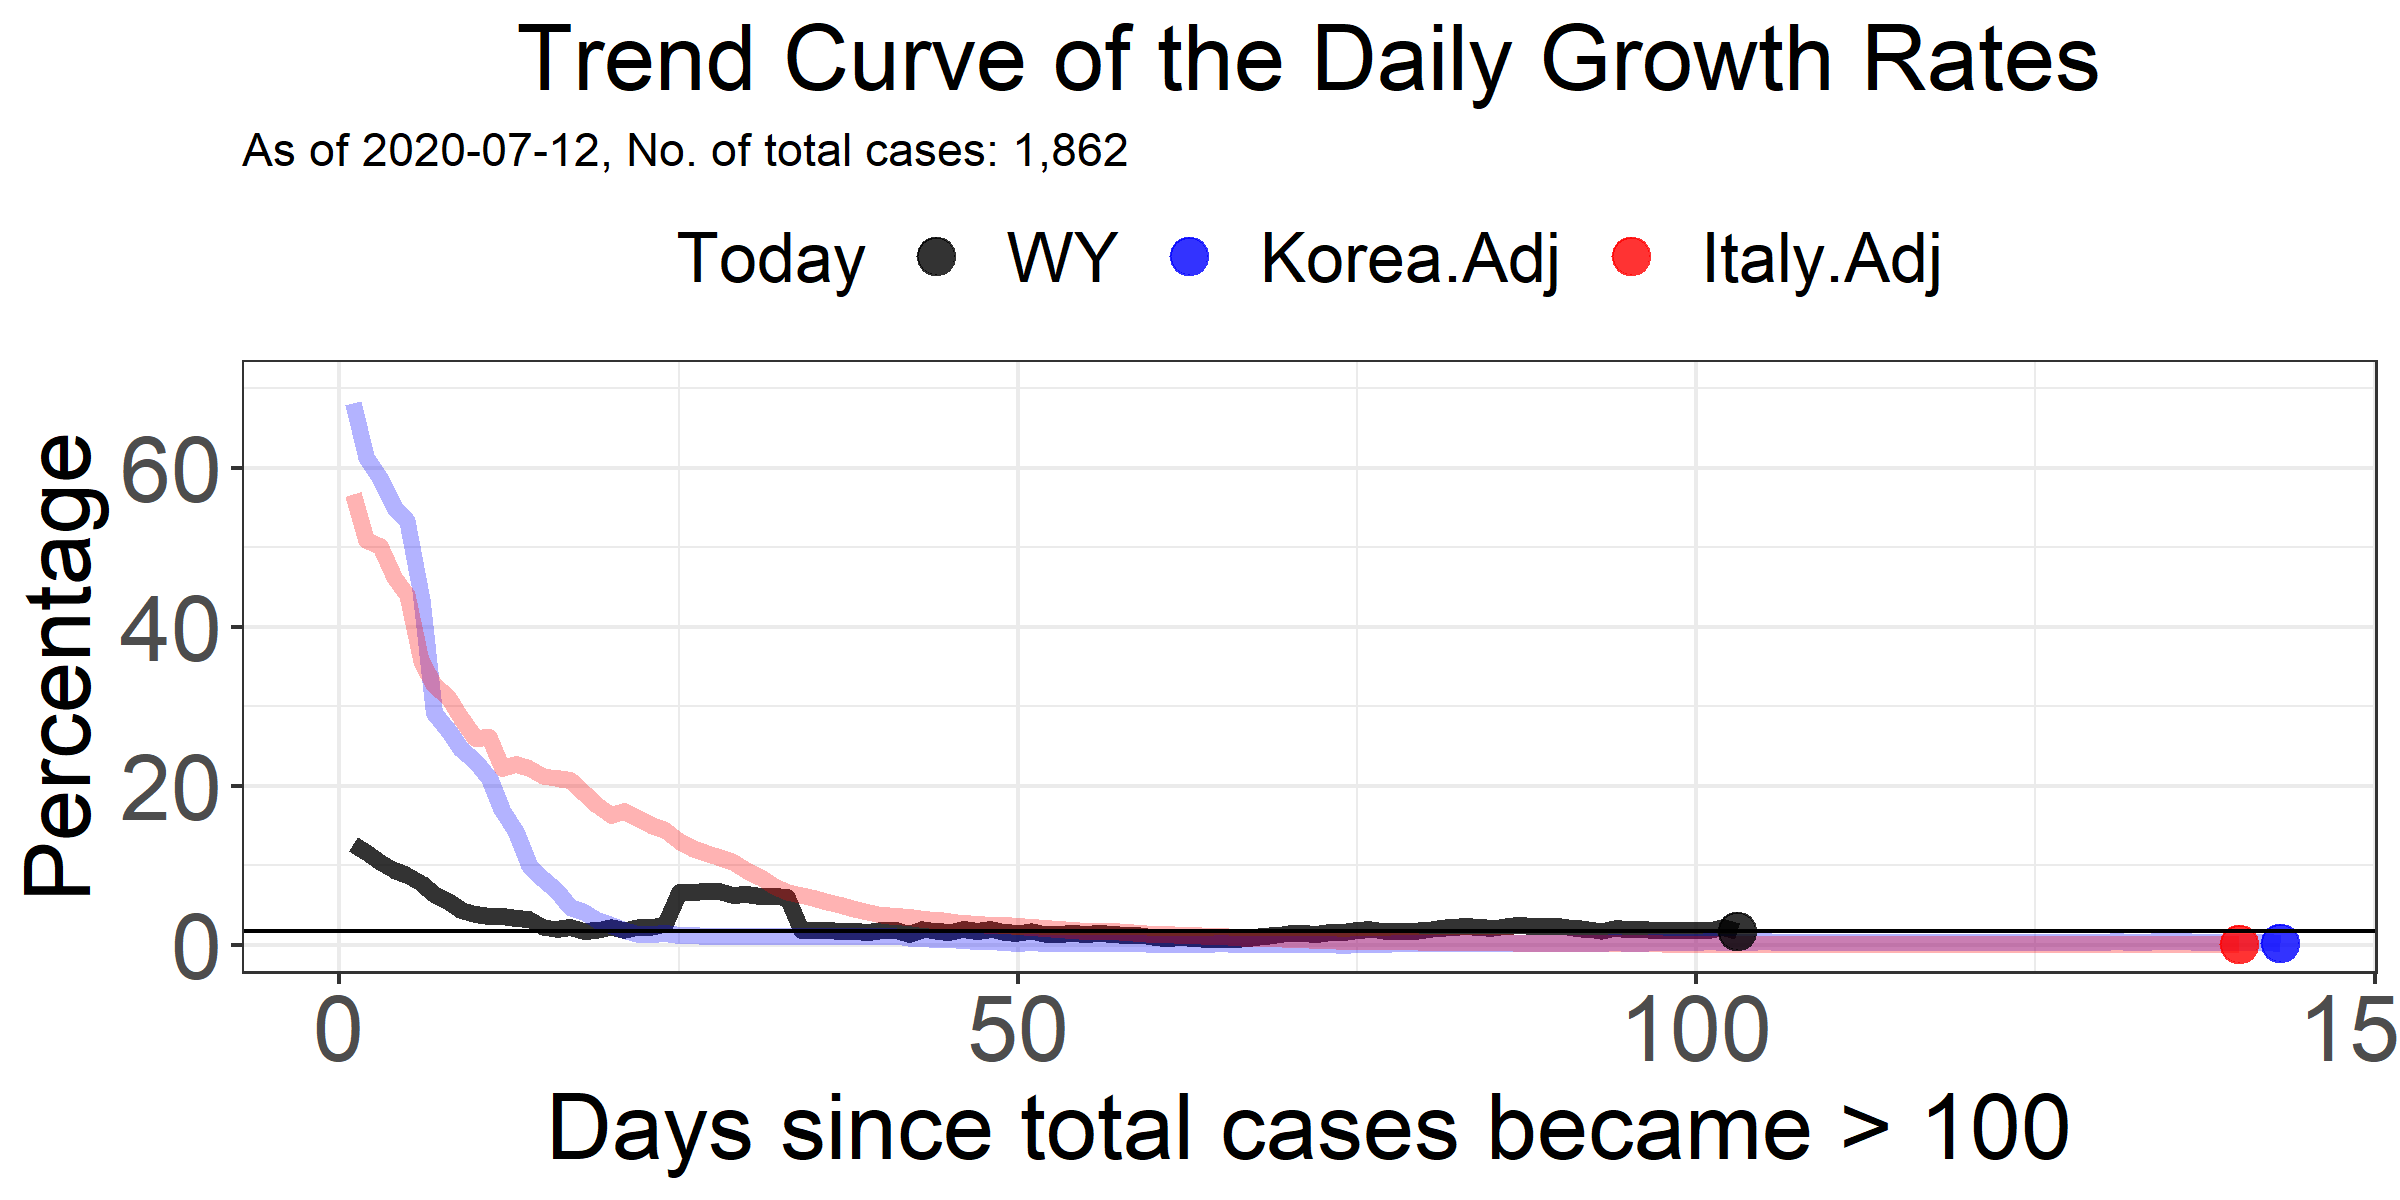 Trend Curve of the Daily Growth Rates
As of 2020-07-12, No. of total cases: 1,862
Today WY Korea.Adj Italy.Adj
Percentage
60
40
20
0
0 50 100 15
Days since total cases became > 100